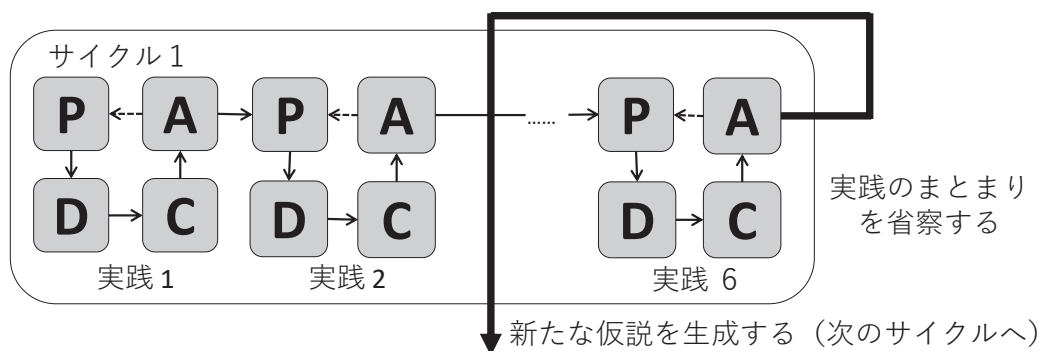 サイクル1
P A P A …… P A
D C D C D C
実践のまとまり
を省察する
実践1 実践2 実践 6
新たな仮説を生成する（次のサイクルへ）